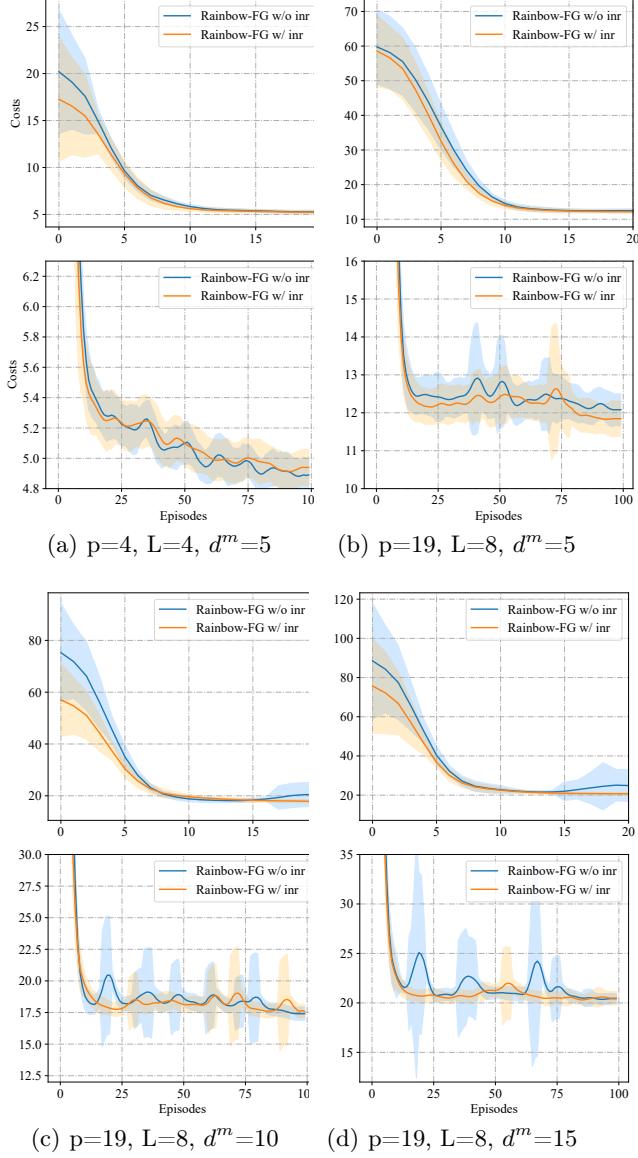 Rainbow-FG w/o inr
Rainbow-FG w/ inr
25
20
15
10
5
Costs
0 5 10 15
Rainbow-FG w/o inr
Rainbow-FG w/ inr
70
60
50
40
30
20
10
0 5 10 15 20
Rainbow-FG w/o inr
Rainbow-FG w/ inr
6.2
6.0
5.8
5.6
5.4
5.2
5.0
4.8
Costs
0 25 50 75 100
Episodes
Rainbow-FG w/o inr
Rainbow-FG w/ inr
16
15
14
13
12
11
10
0 25 50 75 100
Episodes
(a) p=4, L=4, d^m=5
(b) p=19, L=8, d^m=5
Rainbow-FG w/o inr
Rainbow-FG w/ inr
80
60
40
20
0 5 10 15
Rainbow-FG w/o inr
Rainbow-FG w/ inr
120
100
80
60
40
20
0 5 10 15 20
Rainbow-FG w/o inr
Rainbow-FG w/ inr
30.0
27.5
25.0
22.5
20.0
17.5
15.0
12.5
0 25 50 75 100
Episodes
Rainbow-FG w/o inr
Rainbow-FG w/ inr
35
30
25
20
15
0 25 50 75 100
Episodes
(c) p=19, L=8, d^m=10
(d) p=19, L=8, d^m=15